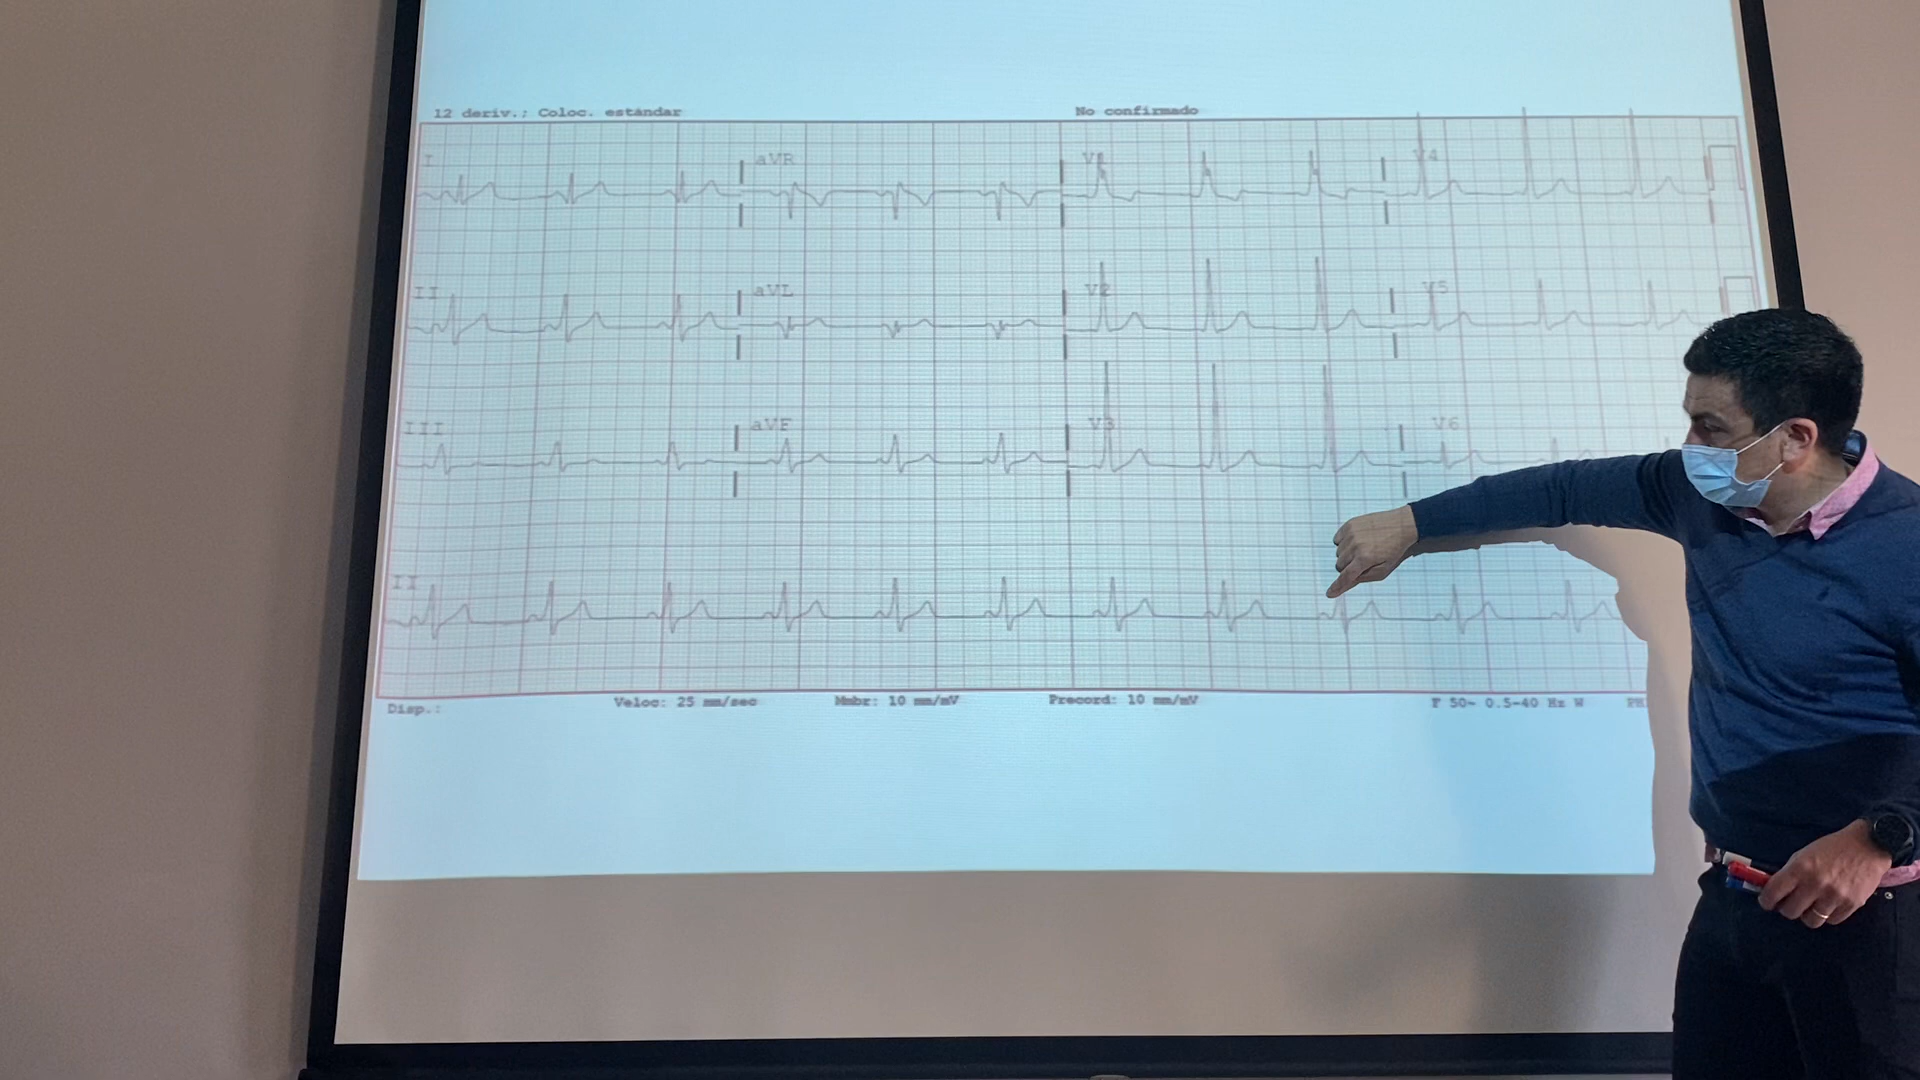 12 deriv.: Coloc. estándar
No confirmado
I
aVR
V1
V4
II
aVL
V2
V5
III
aVF
V3
V6
II
Disp.:
Veloc: 25 mm/sec
Mmbr: 10 mm/mV
Precord: 10 mm/mV
F 50~ 0.5-40 Hz W